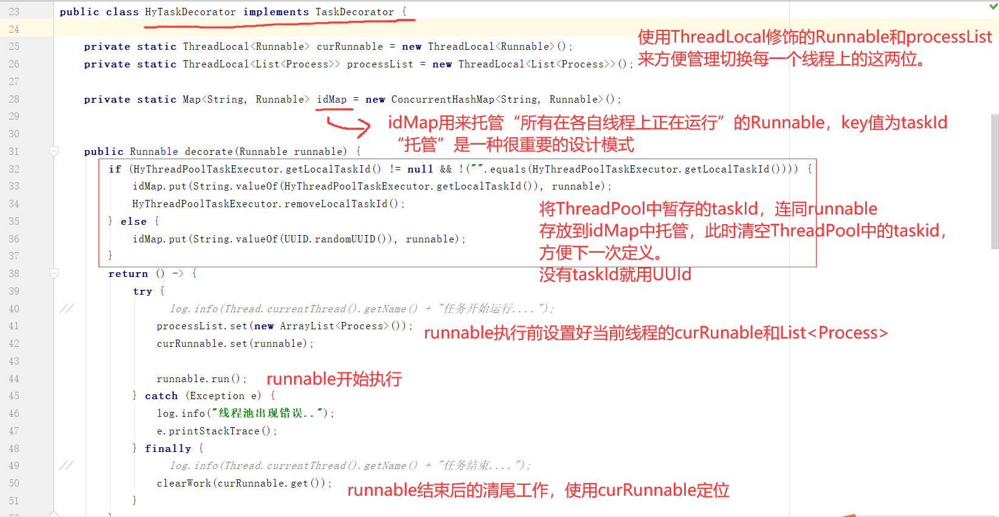 23 public class HyTaskDecorator implements TaskDecorator {
24
25 private static ThreadLocal<Runnable> curRunnable = new ThreadLocal<Runnable>();
使用ThreadLocal修饰的Runnable和processList
26 private static ThreadLocal<List<Process>> processList = new ThreadLocal<List<Process>>();
来方便管理切换每一个线程上的这两位。
27
28 private static Map<String, Runnable> idMap = new ConcurrentHashMap<String, Runnable>();
29
idMap用来托管“所有在各自线程上正在运行”的Runnable，key值为taskId
30
“托管”是一种很重要的设计模式
31 public Runnable decorate(Runnable runnable) {
32 if (HyThreadPoolTaskExecutor.getLocalTaskId() != null && !("".equals(HyThreadPoolTaskExecutor.getLocalTaskId()))) {
33 idMap.put(String.valueOf(HyThreadPoolTaskExecutor.getLocalTaskId()), runnable);
34 HyThreadPoolTaskExecutor.removeLocalTaskId();
将ThreadPool中暂存的taskId，连同runnable
35 } else {
存放到idMap中托管，此时清空ThreadPool中的taskid，
36 idMap.put(String.valueOf(UUID.randomUUID()), runnable);
方便下一次定义。
37 }
38 return () -> {
没有taskId就用UUId
39 try {
40 // log.info(Thread.currentThread().getName() + "任务开始运行....");
41 processList.set(new ArrayList<Process>());
runnable执行前设置好当前线程的curRunable和List<Process>
42 curRunnable.set(runnable);
43
44 runnable.run();
runnable开始执行
45 } catch (Exception e) {
46 log.info("线程池出现错误..");
47 e.printStackTrace();
48 } finally {
49 // log.info(Thread.currentThread().getName() + "任务结束....");
50 clearWork(curRunnable.get());
runnable结束后的清尾工作，使用curRunnable定位
51 }